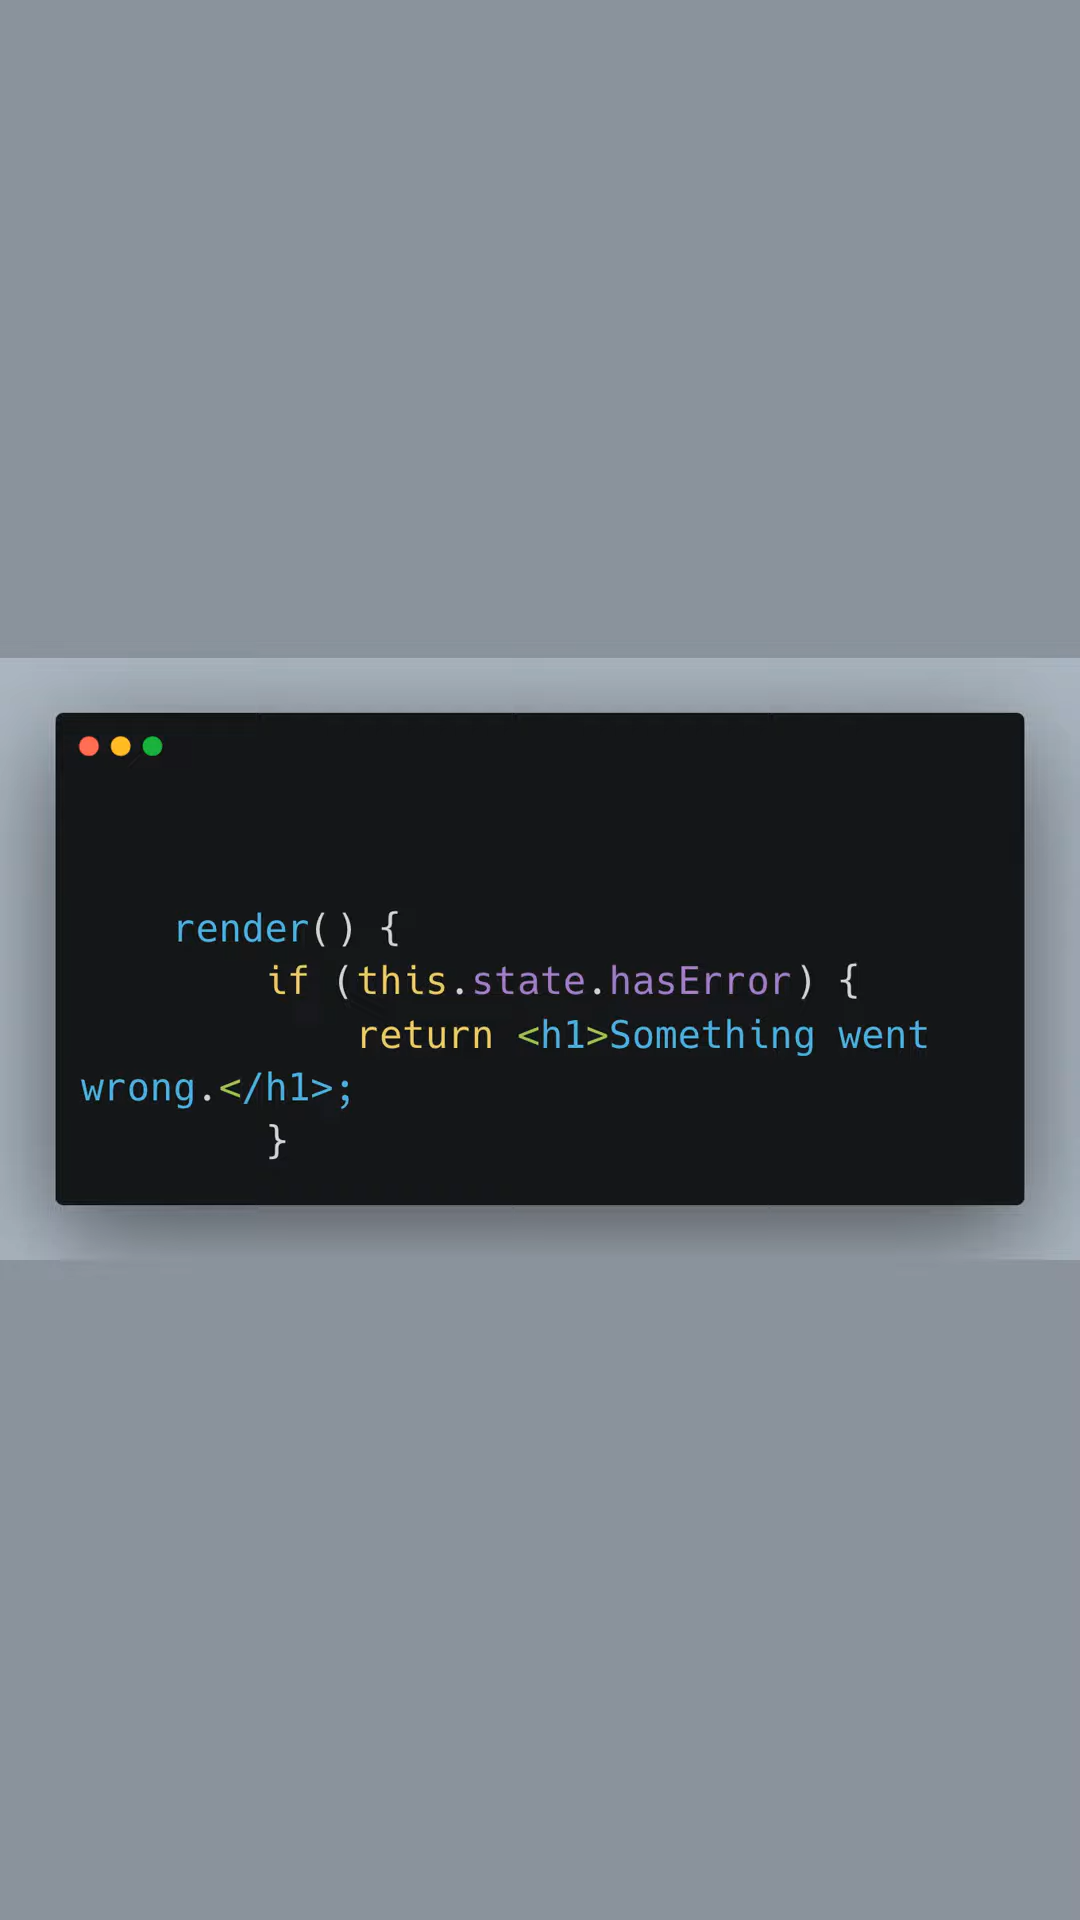 render() {
if (this.state.hasError) {
return <h1>Something went
wrong.</h1>;
}